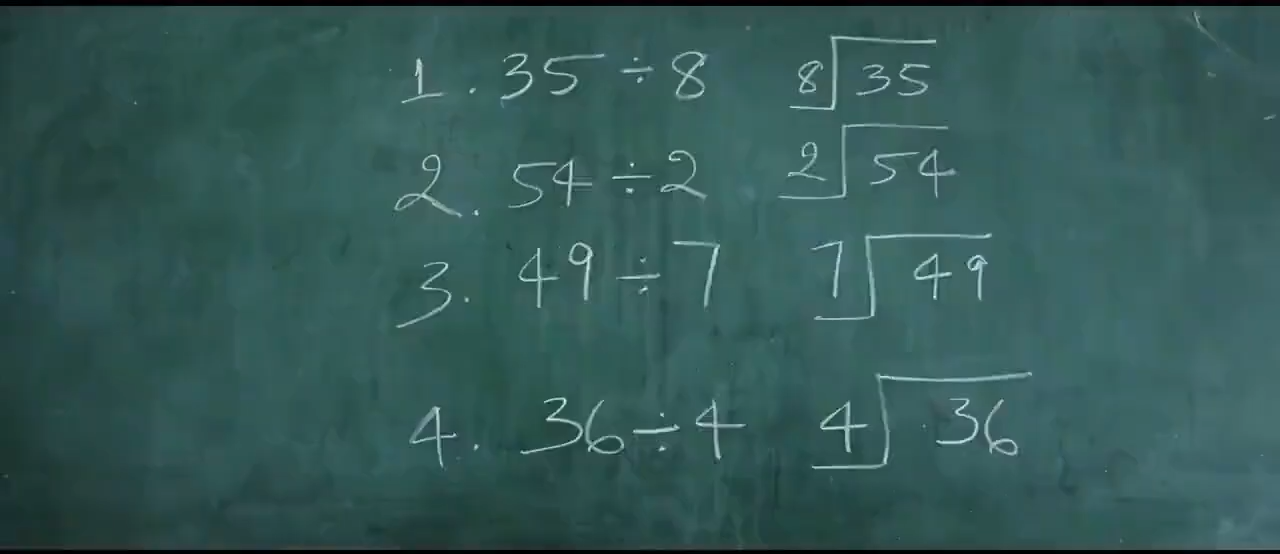 1. 35 ÷ 8 8 35
2. 54 ÷ 2 2 54
3. 49 ÷ 7 7 49
4. 36 ÷ 4 4 36